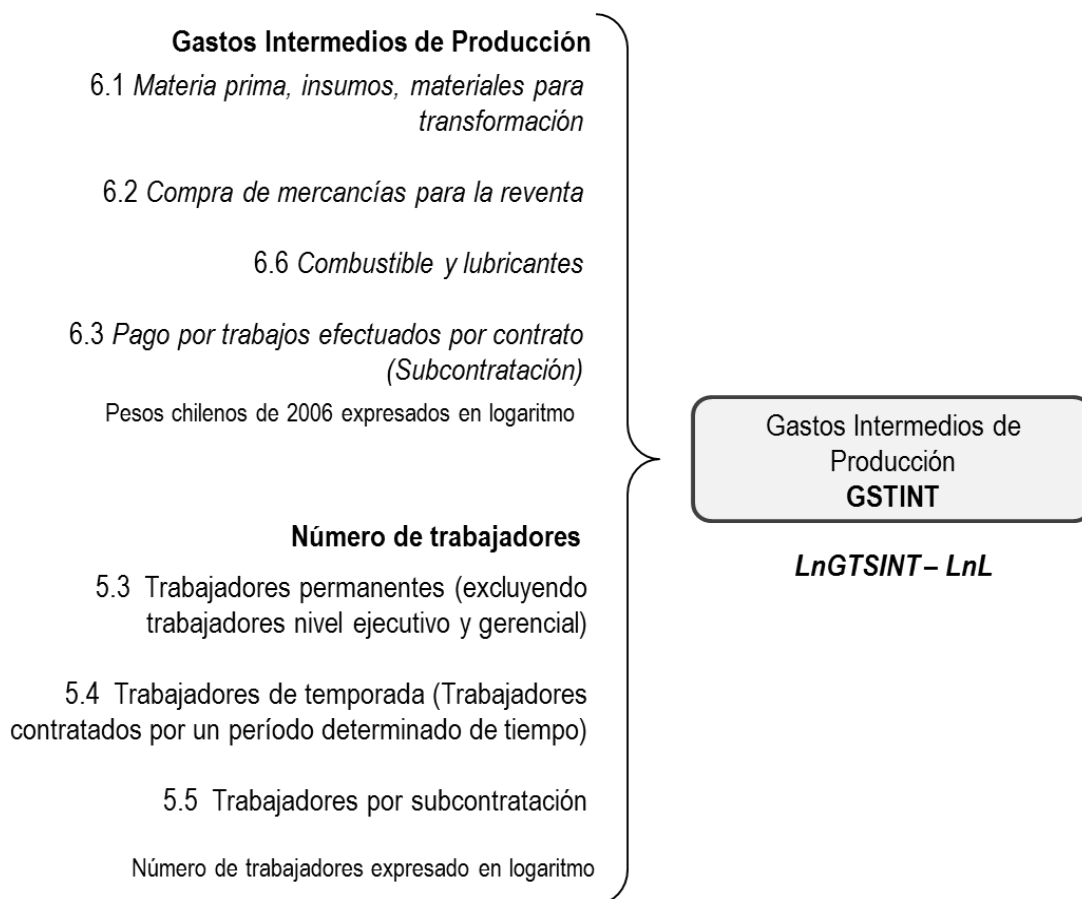 Gastos Intermedios de Producción
6.1 Materia prima, insumos, materiales para
transformación
6.2 Compra de mercancías para la reventa
6.6 Combustible y lubricantes
6.3 Pago por trabajos efectuados por contrato
(Subcontratación)
Pesos chilenos de 2006 expresados en logaritmo
Número de trabajadores
5.3 Trabajadores permanentes (excluyendo
trabajadores nivel ejecutivo y gerencial)
5.4 Trabajadores de temporada (Trabajadores
contratados por un período determinado de tiempo)
5.5 Trabajadores por subcontratación
Número de trabajadores expresado en logaritmo
Gastos Intermedios de
Producción
GSTINT
LnGTSINT – LnL